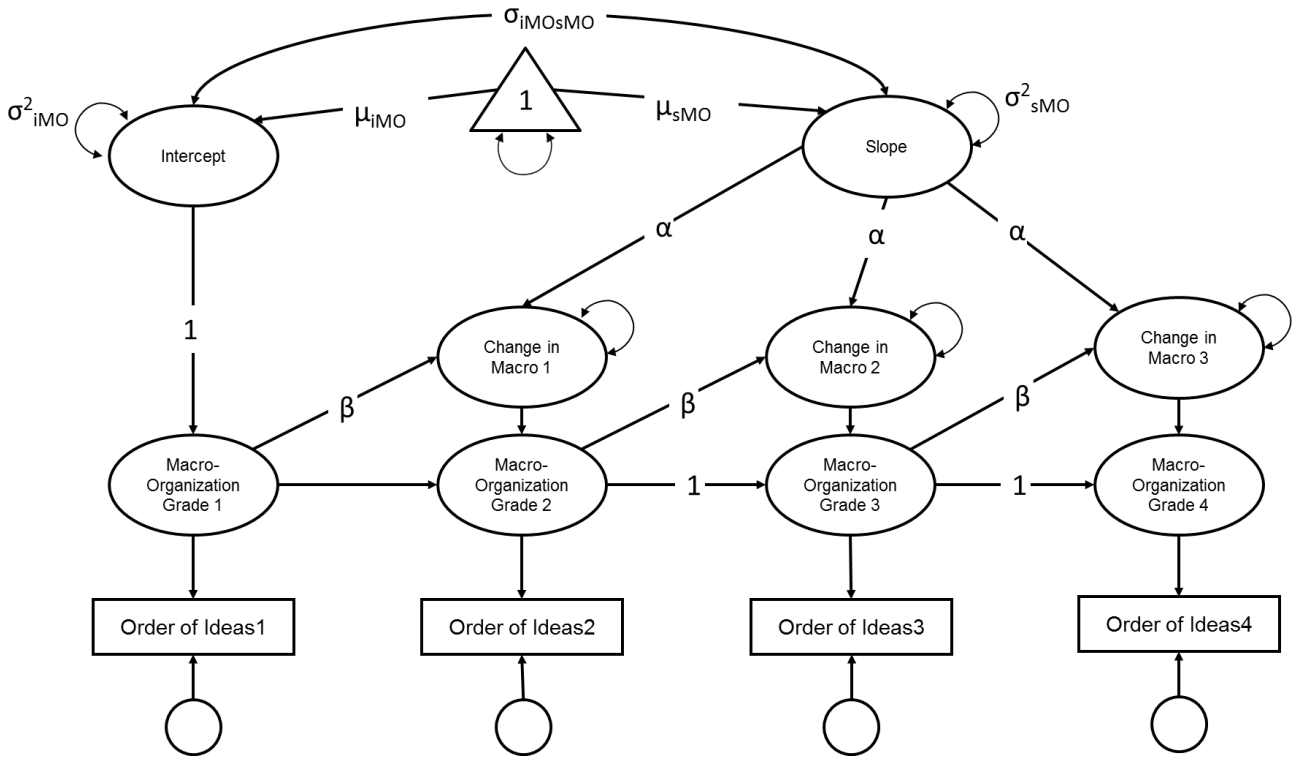 σiMOsMO
σ²iMO
μiMO
1
μsMO
σ²sMO
Intercept
Slope
α
α
α
1
Change in
Macro 1
Change in
Macro 2
Change in
Macro 3
β
β
β
Macro-
Organization
Grade 1
Macro-
Organization
Grade 2
1
Macro-
Organization
Grade 3
1
Macro-
Organization
Grade 4
Order of Ideas1
Order of Ideas2
Order of Ideas3
Order of Ideas4